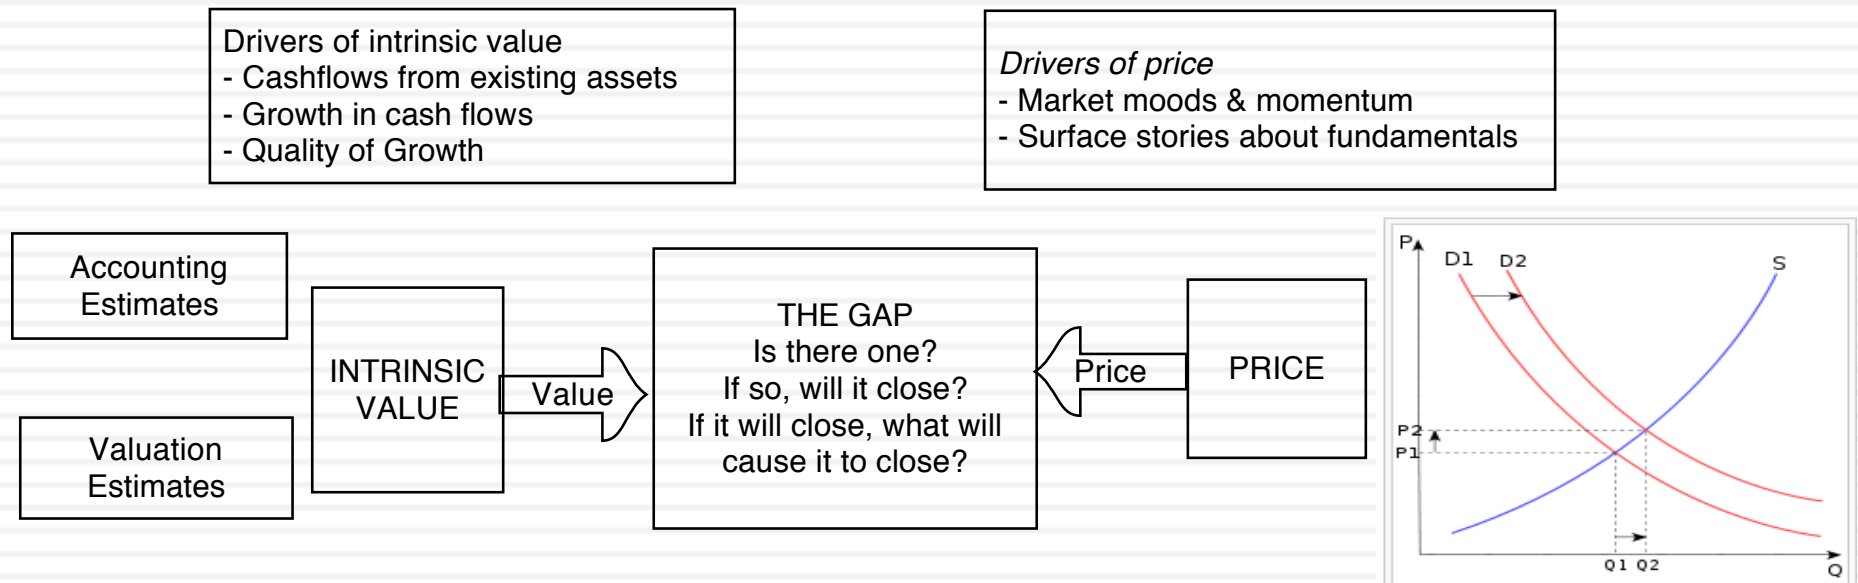 Drivers of intrinsic value
- Cashflows from existing assets
- Growth in cash flows
- Quality of Growth
Drivers of price
- Market moods & momentum
- Surface stories about fundamentals
Accounting
Estimates
Valuation
Estimates
INTRINSIC
VALUE
Value
THE GAP
Is there one?
If so, will it close?
If it will close, what will
cause it to close?
Price
PRICE
P
D1
D2
S
P2
P1
Q1
Q2
Q